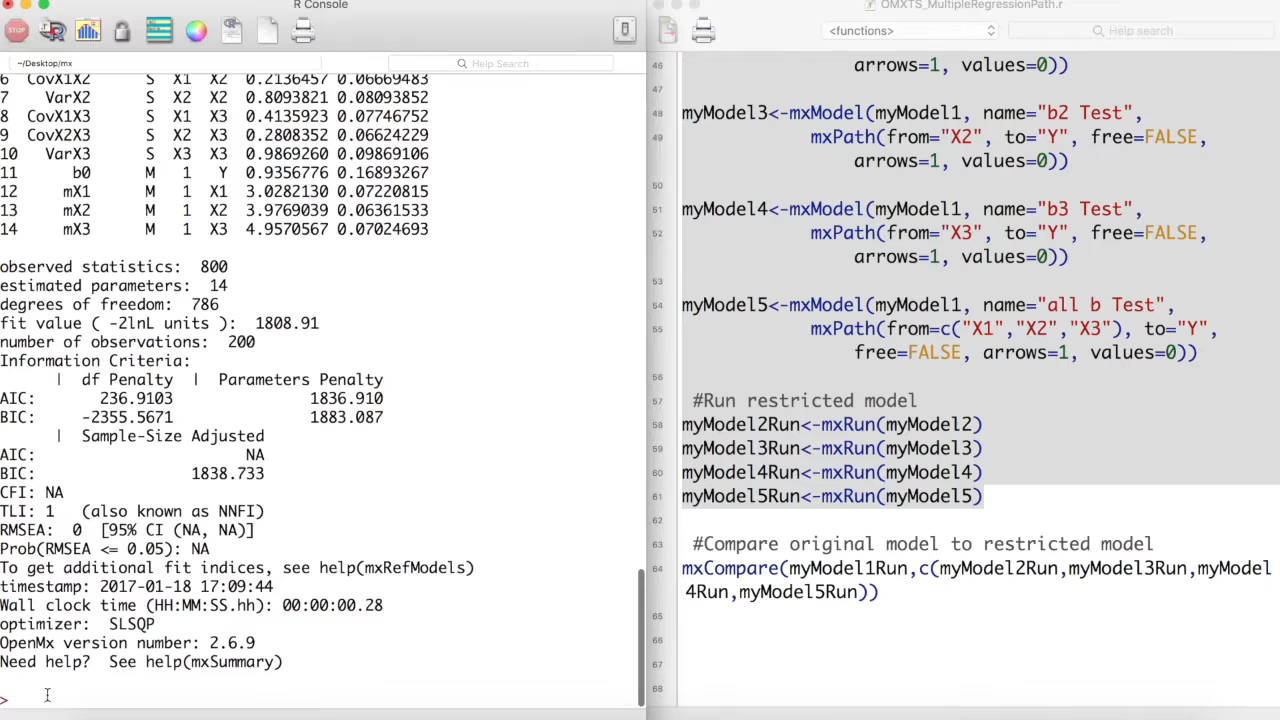 R Console
STOP
~/Desktop/mx
Help Search
6 CovX1X2 S X1 X2 0.2136457 0.06669483
7 VarX2 S X2 X2 0.8093821 0.08093852
8 CovX1X3 S X1 X3 0.4135923 0.07746752
9 CovX2X3 S X2 X3 0.2808352 0.06624229
10 VarX3 S X3 X3 0.9869260 0.09869106
11 b0 M 1 Y 0.9356776 0.16893267
12 mX1 M 1 X1 3.0282130 0.07220815
13 mX2 M 1 X2 3.9769039 0.06361533
14 mX3 M 1 X3 4.9570567 0.07024693
observed statistics: 800
estimated parameters: 14
degrees of freedom: 786
fit value ( -2lnL units ): 1808.91
number of observations: 200
Information Criteria:
| df Penalty | Parameters Penalty
AIC: 236.9103 1836.910
BIC: -2355.5671 1883.087
| Sample-Size Adjusted
AIC: NA
BIC: 1838.733
CFI: NA
TLI: 1 (also known as NNFI)
RMSEA: 0 [95% CI (NA, NA)]
Prob(RMSEA <= 0.05): NA
To get additional fit indices, see help(mxRefModels)
timestamp: 2017-01-18 17:09:44
Wall clock time (HH:MM:SS.hh): 00:00:00.28
optimizer: SLSQP
OpenMx version number: 2.6.9
Need help? See help(mxSummary)
>
OMXTS_MultipleRegressionPath.r
<functions>
Help search
46 arrows=1, values=0))
47
48 myModel3<-mxModel(myModel1, name="b2 Test",
49 mxPath(from="X2", to="Y", free=FALSE,
arrows=1, values=0))
50
51 myModel4<-mxModel(myModel1, name="b3 Test",
52 mxPath(from="X3", to="Y", free=FALSE,
arrows=1, values=0))
53
54 myModel5<-mxModel(myModel1, name="all b Test",
55 mxPath(from=c("X1","X2","X3"), to="Y",
free=FALSE, arrows=1, values=0))
56
57 #Run restricted model
58 myModel2Run<-mxRun(myModel2)
59 myModel3Run<-mxRun(myModel3)
60 myModel4Run<-mxRun(myModel4)
61 myModel5Run<-mxRun(myModel5)
62
63 #Compare original model to restricted model
64 mxCompare(myModel1Run,c(myModel2Run,myModel3Run,myModel
4Run,myModel5Run))
65
66
67
68